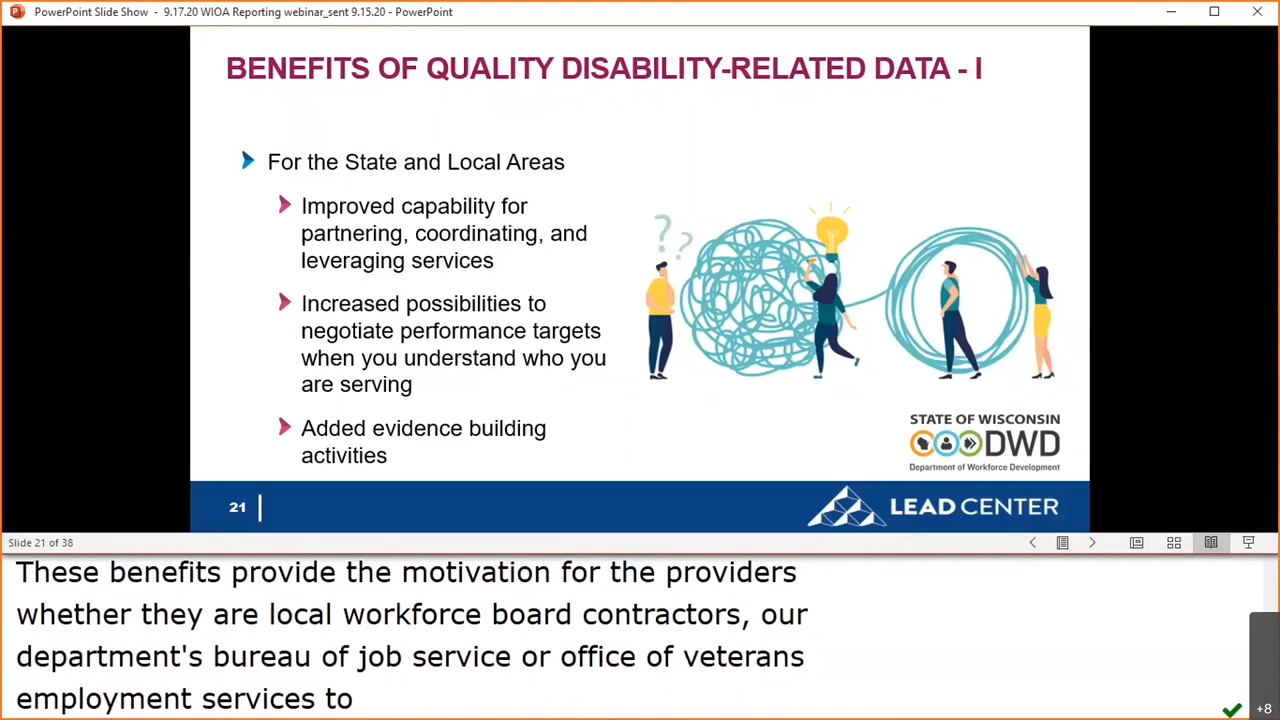 PowerPoint Slide Show - 9.17.20 WIOA Reporting webinar_sent 9.15.20 - PowerPoint
BENEFITS OF QUALITY DISABILITY-RELATED DATA - I
For the State and Local Areas
Improved capability for
partnering, coordinating, and
leveraging services
Increased possibilities to
negotiate performance targets
when you understand who you
are serving
Added evidence building
activities
? ?
STATE OF WISCONSIN
DWD
Department of Workforce Development
21
LEAD CENTER
Slide 21 of 38
These benefits provide the motivation for the providers
whether they are local workforce board contractors, our
department's bureau of job service or office of veterans
employment services to
+8